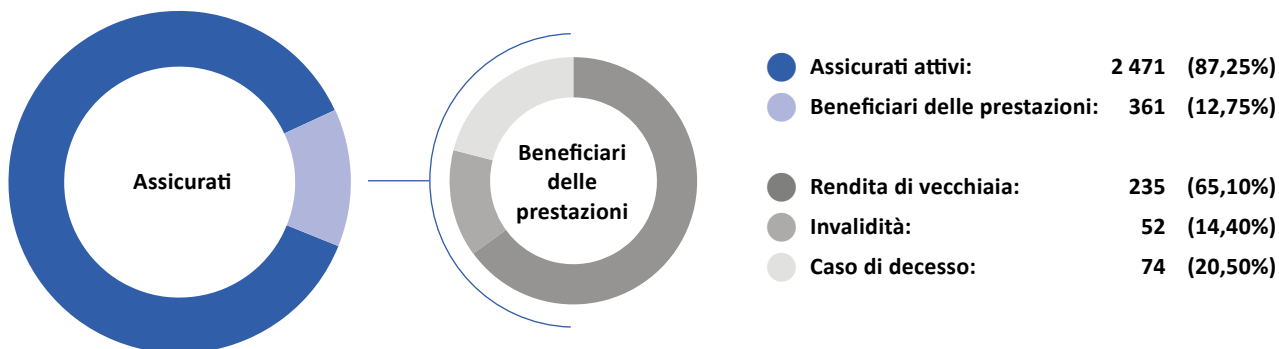 Assicurati
Beneficiari
delle
prestazioni
Assicurati attivi: 2 471 (87,25%)
Beneficiari delle prestazioni: 361 (12,75%)
Rendita di vecchiaia: 235 (65,10%)
Invalidità: 52 (14,40%)
Caso di decesso: 74 (20,50%)